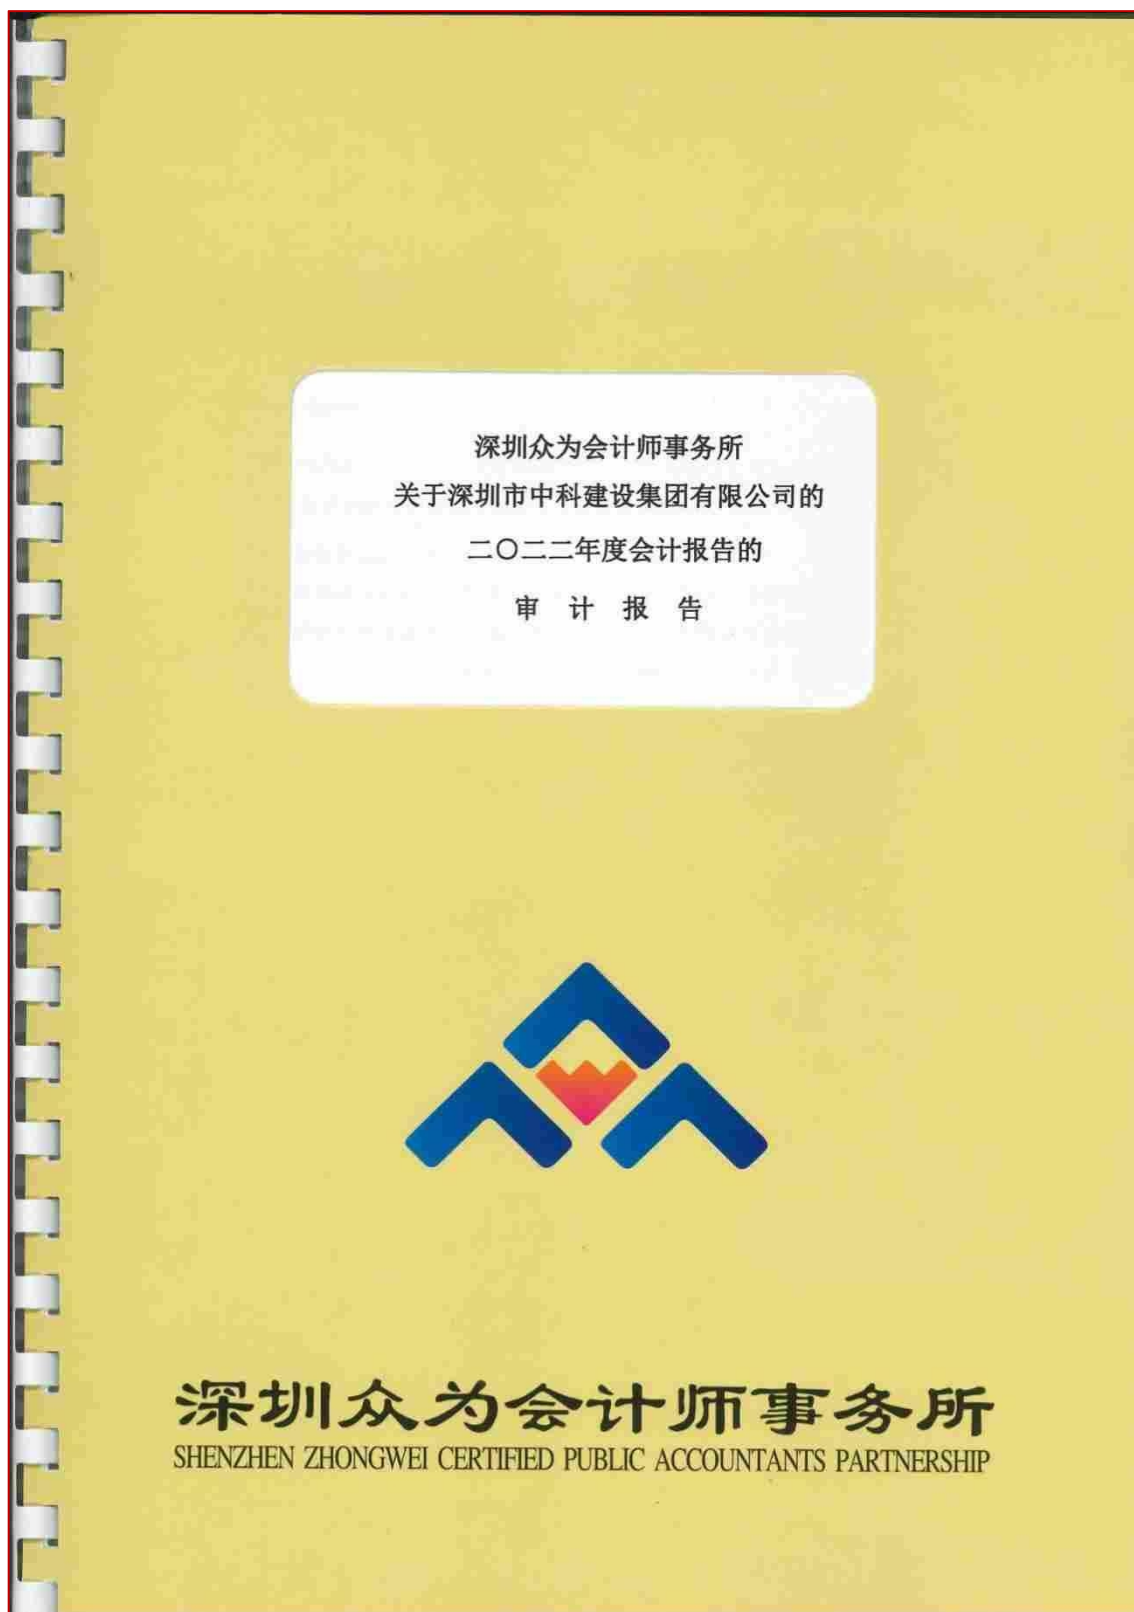 深圳众为会计师事务所
关于深圳市中科建设集团有限公司的
二〇二二年度会计报告的
审 计 报 告
深圳众为会计师事务所
SHENZHEN ZHONGWEI CERTIFIED PUBLIC ACCOUNTANTS PARTNERSHIP